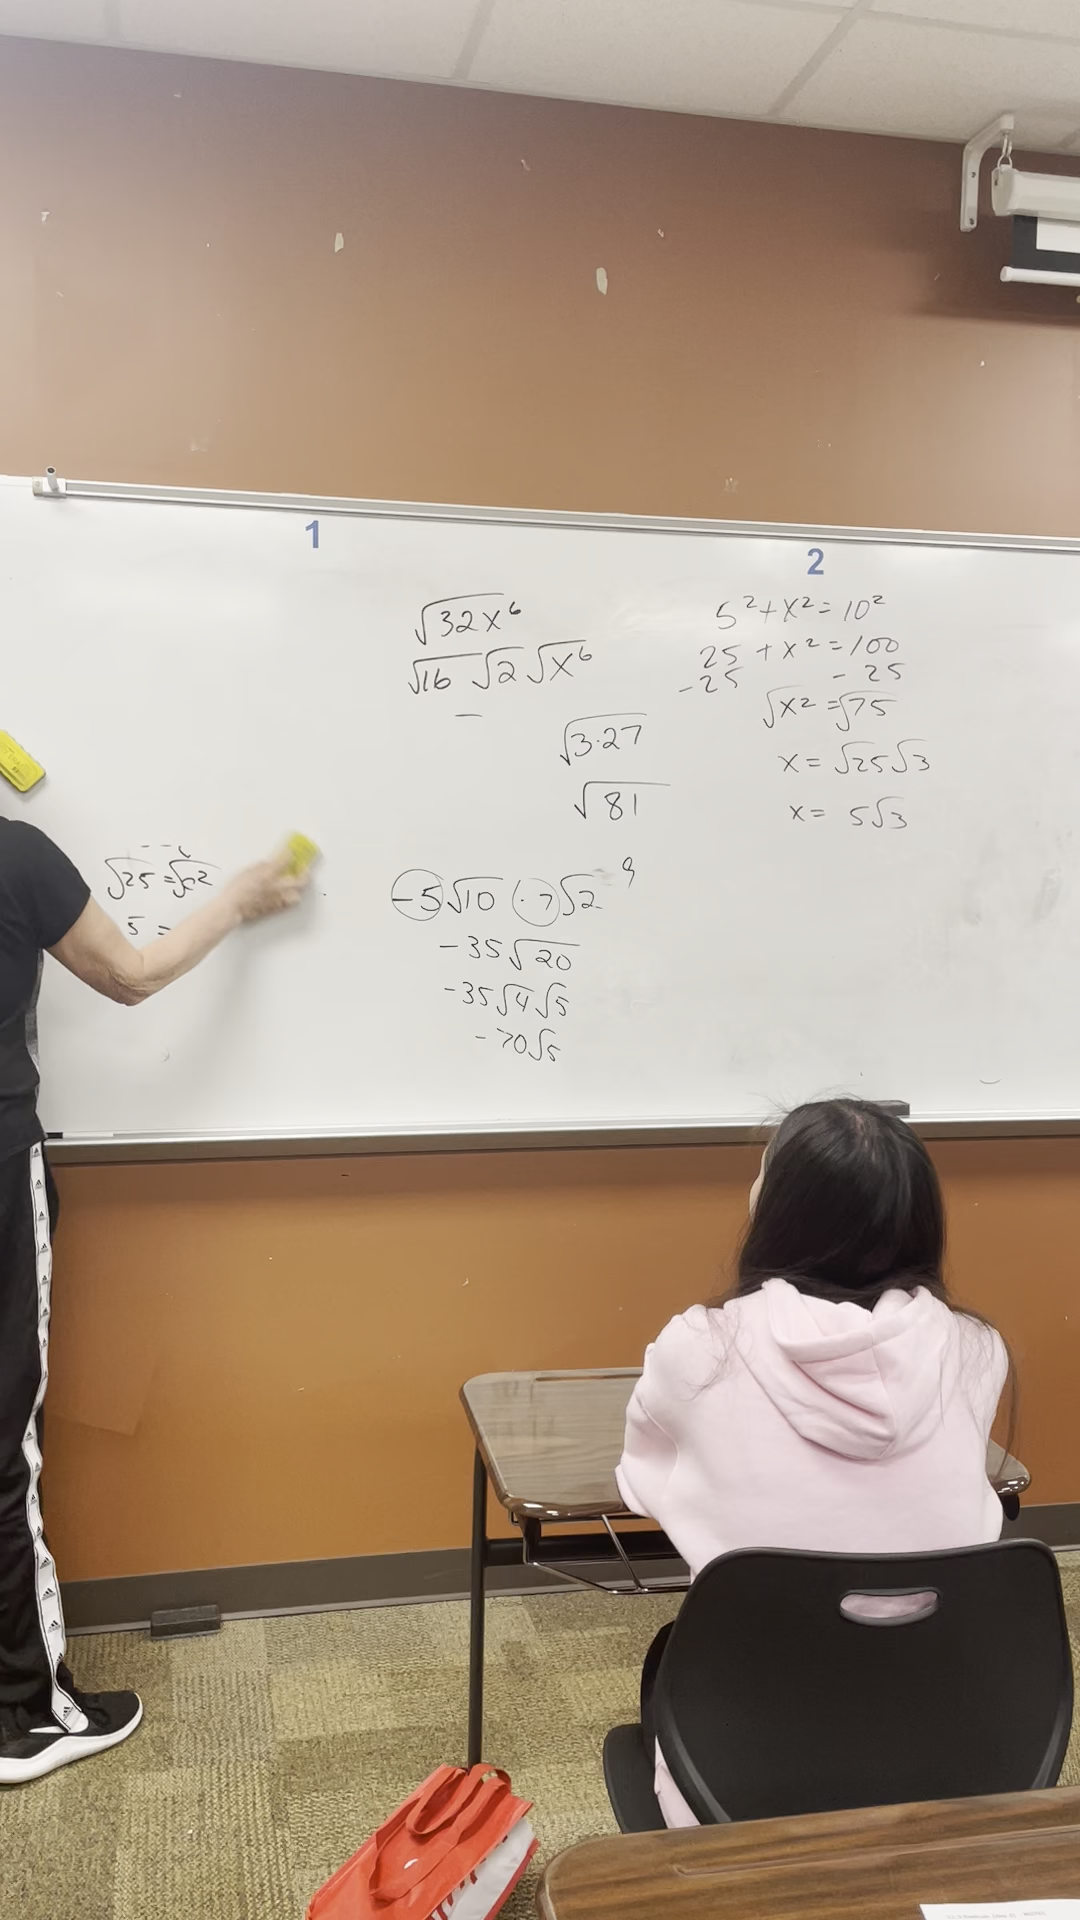 1
2
√32x⁶
√16 √2 √x⁶
√3·27
√81
5² + x² = 10²
25 + x² = 100
-25 - 25
√x² = √75
x = √25 √3
x = 5√3
√25 = √c²
5 =
-5√10 (·7)√2
-35√20
-35√4 √5
-70√5